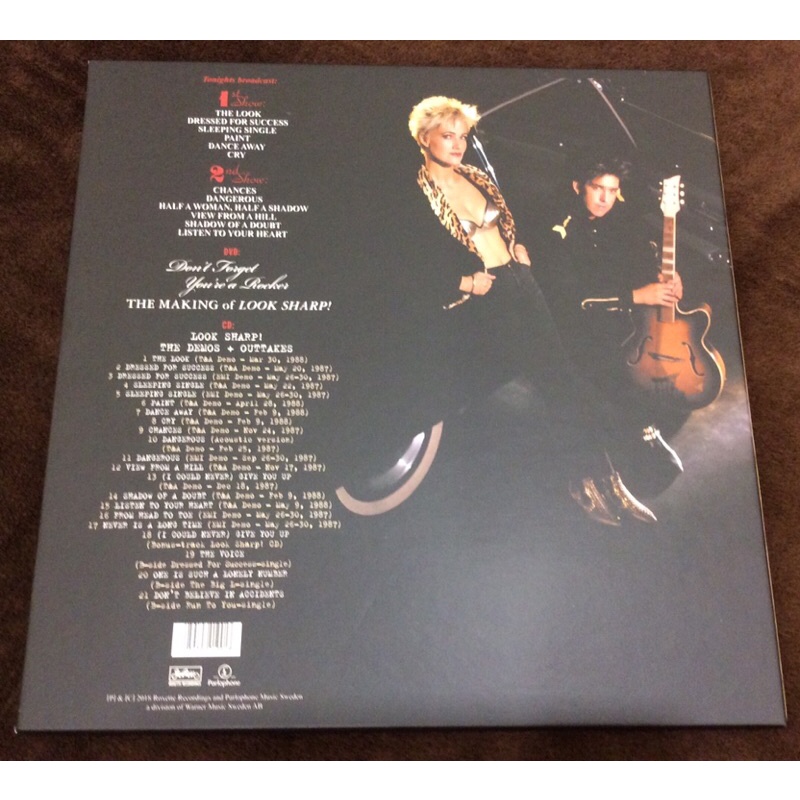 Tonights broadcast:
1st Show:
THE LOOK
DRESSED FOR SUCCESS
SLEEPING SINGLE
PAINT
DANCE AWAY
CRY
2nd Show:
CHANCES
DANGEROUS
HALF A WOMAN, HALF A SHADOW
VIEW FROM A HILL
SHADOW OF A DOUBT
LISTEN TO YOUR HEART
DVD:
Don't Forget
You're a Rocker
THE MAKING of LOOK SHARP!
CD:
LOOK SHARP!
THE DEMOS + OUTTAKES
1 THE LOOK (T&A Demo - Mar 30, 1988)
2 DRESSED FOR SUCCESS (T&A Demo - May 20, 1987)
3 DRESSED FOR SUCCESS (EMI Demo - May 26-30, 1987)
4 SLEEPING SINGLE (T&A Demo - May 22, 1987)
5 SLEEPING SINGLE (EMI Demo - May 26-30, 1987)
6 PAINT (T&A Demo - April 28, 1988)
7 DANCE AWAY (T&A Demo - Feb 9, 1988)
8 CRY (T&A Demo - Feb 9, 1988)
9 CHANCES (T&A Demo - Nov 24, 1987)
10 DANGEROUS (Acoustic version)
(T&A Demo - Feb 25, 1987)
11 DANGEROUS (EMI Demo - Sep 26-30, 1987)
12 VIEW FROM A HILL (T&A Demo - Nov 17, 1987)
13 (I COULD NEVER) GIVE YOU UP
(T&A Demo - Dec 18, 1987)
14 SHADOW OF A DOUBT (T&A Demo - Feb 9, 1988)
15 LISTEN TO YOUR HEART (T&A Demo - May 9, 1988)
16 FROM HEAD TO TOE (EMI Demo - May 26-30, 1987)
17 NEVER IS A LONG TIME (EMI Demo - May 26-30, 1987)
18 (I COULD NEVER) GIVE YOU UP
(Bonus-track Look Sharp! CD)
19 THE VOICE
(B-side Dressed For Success-single)
20 ONE IS SUCH A LONELY NUMBER
(B-side The Big L-single)
21 DON'T BELIEVE IN ACCIDENTS
(B-side Run To You-single)
Parlophone
[P] & [C] 2018 Roxette Recordings and Parlophone Music Sweden
a division of Warner Music Sweden AB